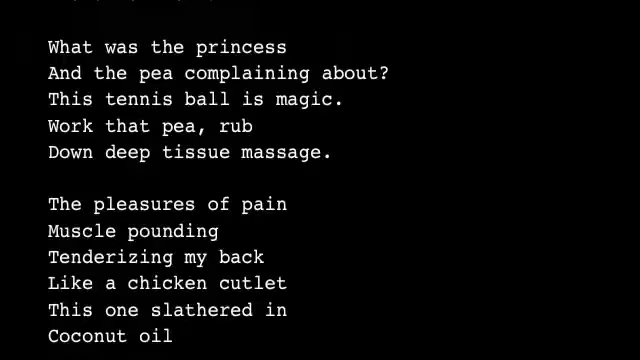 What was the princess
And the pea complaining about?
This tennis ball is magic.
Work that pea, rub
Down deep tissue massage.
The pleasures of pain
Muscle pounding
Tenderizing my back
Like a chicken cutlet
This one slathered in
Coconut oil